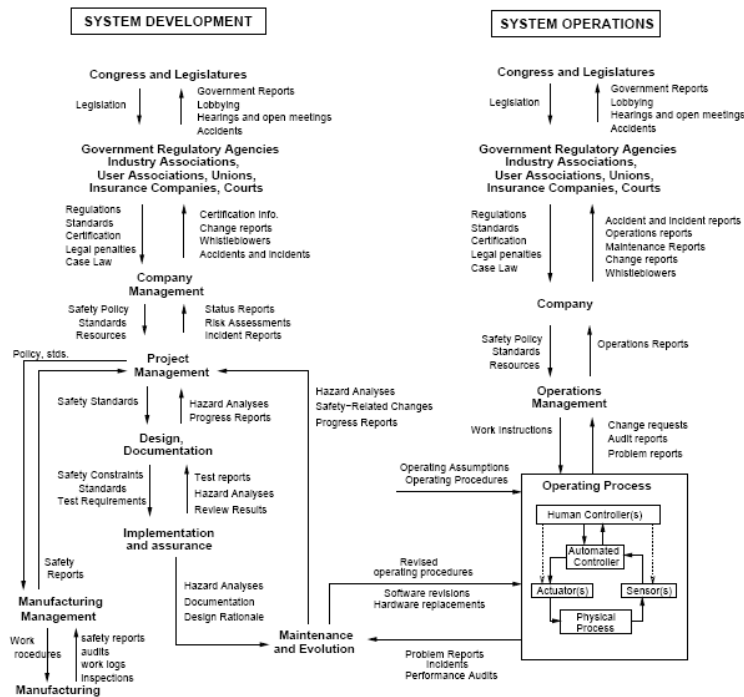 SYSTEM DEVELOPMENT
Congress and Legislatures
Legislation
Government Reports
Lobbying
Hearings and open meetings
Accidents
Government Regulatory Agencies
Industry Associations,
User Associations, Unions,
Insurance Companies, Courts
Regulations
Standards
Certification
Legal penalties
Case Law
Certification Info.
Change reports
Whistleblowers
Accidents and incidents
Company
Management
Safety Policy
Standards
Resources
Status Reports
Risk Assessments
Incident Reports
Policy, stds.
Project
Management
Safety Standards
Hazard Analyses
Progress Reports
Hazard Analyses
Safety-Related Changes
Progress Reports
Design,
Documentation
Safety Constraints
Standards
Test Requirements
Test reports
Hazard Analyses
Review Results
Implementation
and assurance
Safety
Reports
Hazard Analyses
Documentation
Design Rationale
Manufacturing
Management
Work
rocedures
safety reports
audits
work logs
inspections
Manufacturing
Maintenance
and Evolution
SYSTEM OPERATIONS
Congress and Legislatures
Legislation
Government Reports
Lobbying
Hearings and open meetings
Accidents
Government Regulatory Agencies
Industry Associations,
User Associations, Unions,
Insurance Companies, Courts
Regulations
Standards
Certification
Legal penalties
Case Law
Accident and incident reports
Operations reports
Maintenance Reports
Change reports
Whistleblowers
Company
Safety Policy
Standards
Resources
Operations Reports
Operations
Management
Work Instructions
Change requests
Audit reports
Problem reports
Operating Assumptions
Operating Procedures
Operating Process
Human Controller(s)
Automated
Controller
Actuator(s)
Sensor(s)
Physical
Process
Revised
operating procedures
Software revisions
Hardware replacements
Problem Reports
Incidents
Performance Audits